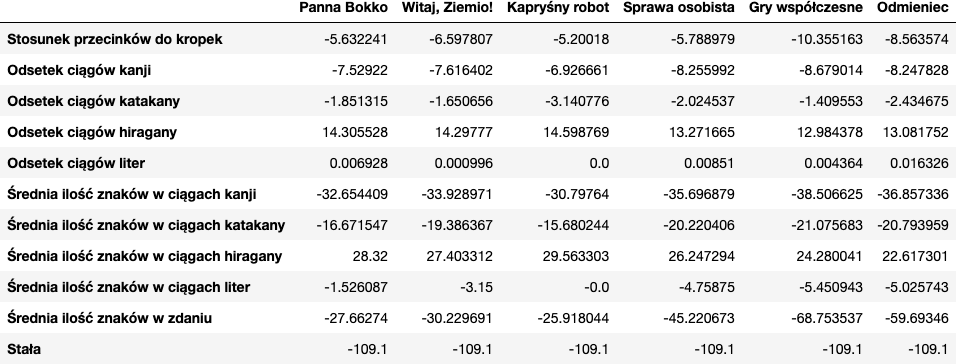 Panna Bokko Witaj, Ziemio! Kapryśny robot Sprawa osobista Gry współczesne Odmieniec
Stosunek przecinków do kropek -5.632241 -6.597807 -5.20018 -5.788979 -10.355163 -8.563574
Odsetek ciągów kanji -7.52922 -7.616402 -6.926661 -8.255992 -8.679014 -8.247828
Odsetek ciągów katakany -1.851315 -1.650656 -3.140776 -2.024537 -1.409553 -2.434675
Odsetek ciągów hiragany 14.305528 14.29777 14.598769 13.271665 12.984378 13.081752
Odsetek ciągów liter 0.006928 0.000996 0.0 0.00851 0.004364 0.016326
Średnia ilość znaków w ciągach kanji -32.654409 -33.928971 -30.79764 -35.696879 -38.506625 -36.857336
Średnia ilość znaków w ciągach katakany -16.671547 -19.386367 -15.680244 -20.220406 -21.075683 -20.793959
Średnia ilość znaków w ciągach hiragany 28.32 27.403312 29.563303 26.247294 24.280041 22.617301
Średnia ilość znaków w ciągach liter -1.526087 -3.15 -0.0 -4.75875 -5.450943 -5.025743
Średnia ilość znaków w zdaniu -27.66274 -30.229691 -25.918044 -45.220673 -68.753537 -59.69346
Stała -109.1 -109.1 -109.1 -109.1 -109.1 -109.1